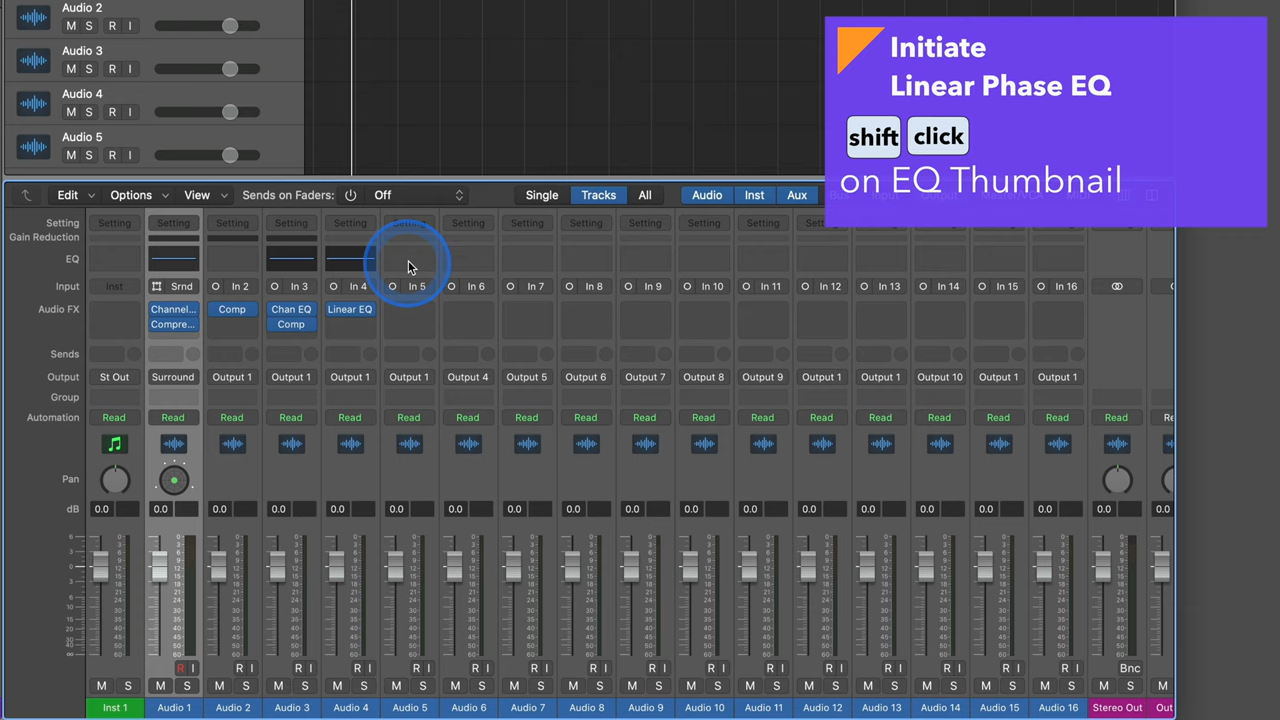 Audio 2
M S R I
Audio 3
M S R I
Audio 4
M S R I
Audio 5
M S R I
Initiate
Linear Phase EQ
shift click
on EQ Thumbnail
Edit Options View Sends on Faders: Off Single Tracks All Audio Inst Aux
Setting Setting Setting Setting Setting Setting Setting Setting Setting Setting Setting Setting Setting Setting Setting Setting Setting Setting Setting
Gain Reduction
EQ
Input Inst Srnd In 2 In 3 In 4 In 5 In 6 In 7 In 8 In 9 In 10 In 11 In 12 In 13 In 14 In 15 In 16
Audio FX Channel... Comp Chan EQ Linear EQ
Compre... Comp
Sends
Output St Out Surround Output 1 Output 1 Output 1 Output 1 Output 4 Output 5 Output 6 Output 7 Output 8 Output 9 Output 1 Output 1 Output 10 Output 1 Output 1
Group
Automation Read Read Read Read Read Read Read Read Read Read Read Read Read Read Read Read Read Read Re
Pan
dB 0.0 0.0 0.0 0.0 0.0 0.0 0.0 0.0 0.0 0.0 0.0 0.0 0.0 0.0 0.0 0.0 0.0 0.0 0.0
R I R I R I R I R I R I R I R I R I R I R I R I R I R I R I R I Bnc
M S M S M S M S M S M S M S M S M S M S M S M S M S M S M S M S M S M S M
Inst 1 Audio 1 Audio 2 Audio 3 Audio 4 Audio 5 Audio 6 Audio 7 Audio 8 Audio 9 Audio 10 Audio 11 Audio 12 Audio 13 Audio 14 Audio 15 Audio 16 Stereo Out Out